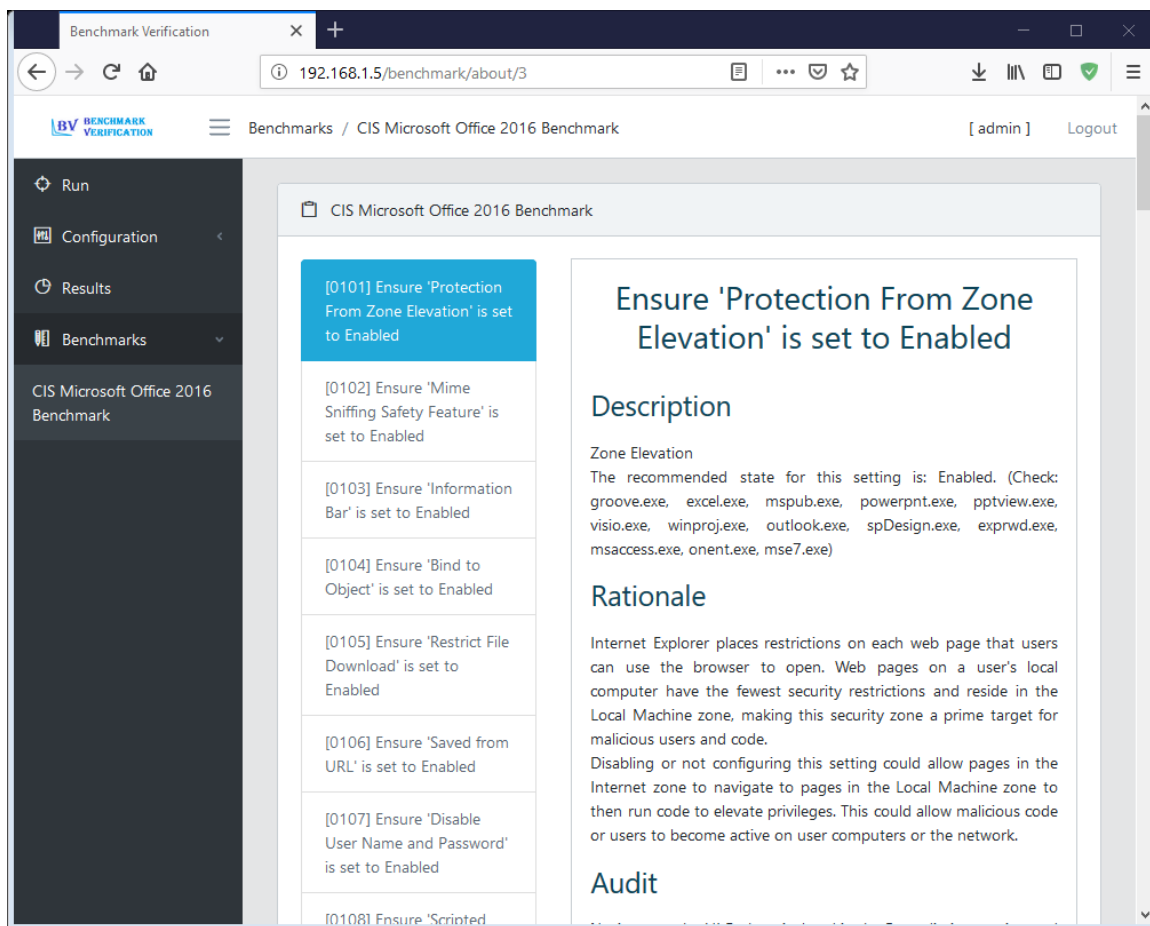 Benchmark Verification
192.168.1.5/benchmark/about/3
BV BENCHMARK
VERIFICATION
Benchmarks / CIS Microsoft Office 2016 Benchmark
[ admin ]
Logout
Run
Configuration
Results
Benchmarks
CIS Microsoft Office 2016
Benchmark
CIS Microsoft Office 2016 Benchmark
[0101] Ensure 'Protection
From Zone Elevation' is set
to Enabled
[0102] Ensure 'Mime
Sniffing Safety Feature' is
set to Enabled
[0103] Ensure 'Information
Bar' is set to Enabled
[0104] Ensure 'Bind to
Object' is set to Enabled
[0105] Ensure 'Restrict File
Download' is set to
Enabled
[0106] Ensure 'Saved from
URL' is set to Enabled
[0107] Ensure 'Disable
User Name and Password'
is set to Enabled
[0108] Ensure 'Scripted
Ensure 'Protection From Zone
Elevation' is set to Enabled
Description
Zone Elevation
The recommended state for this setting is: Enabled. (Check:
groove.exe, excel.exe, mspub.exe, powerpnt.exe, pptview.exe,
visio.exe, winproj.exe, outlook.exe, spDesign.exe, exprwd.exe,
msaccess.exe, onent.exe, mse7.exe)
Rationale
Internet Explorer places restrictions on each web page that users
can use the browser to open. Web pages on a user's local
computer have the fewest security restrictions and reside in the
Local Machine zone, making this security zone a prime target for
malicious users and code.
Disabling or not configuring this setting could allow pages in the
Internet zone to navigate to pages in the Local Machine zone to
then run code to elevate privileges. This could allow malicious code
or users to become active on user computers or the network.
Audit